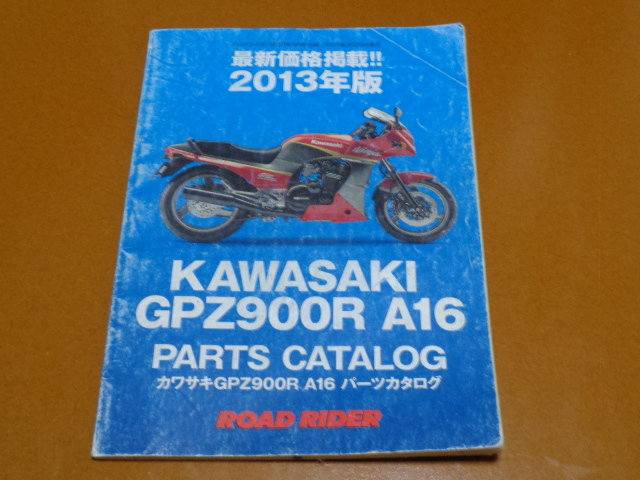 最新価格掲載!!
2013年版
Kawasaki
Ninja
KAWASAKI
GPZ900R A16
PARTS CATALOG
カワサキGPZ900R A16 パーツカタログ
ROAD RIDER